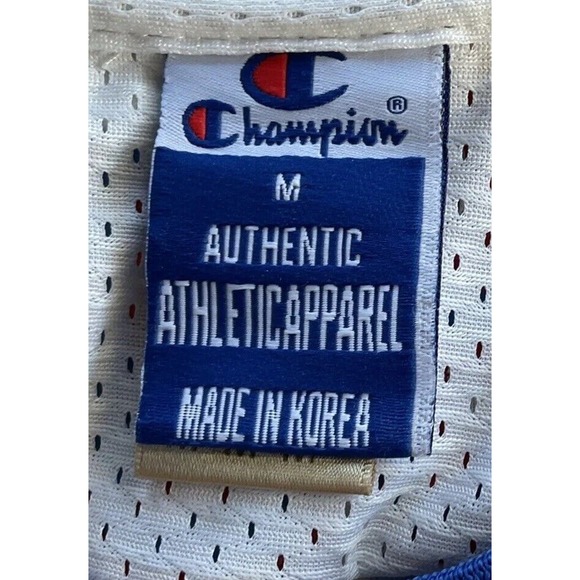 Champion®
M
AUTHENTIC
ATHLETICAPPAREL
MADE IN KOREA